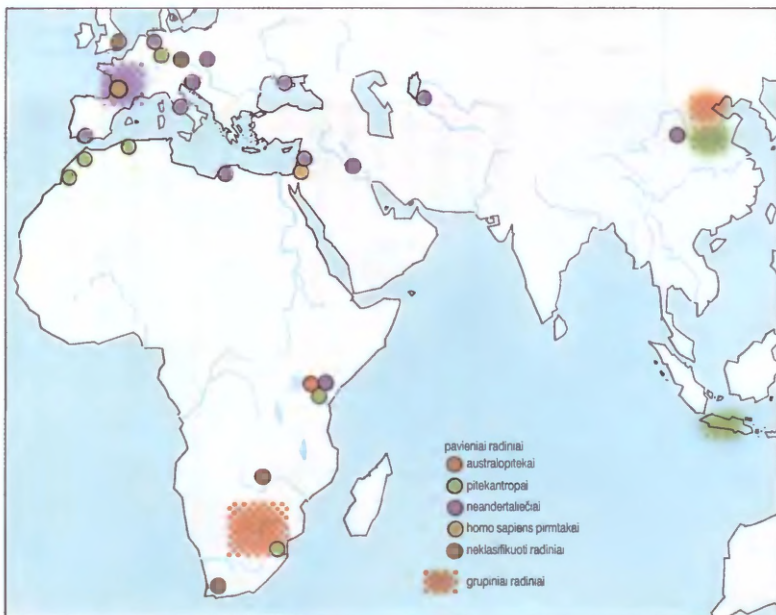 pavieniai radiniai
australopitekai
pitekantropai
neandertaliečiai
homo sapiens pirmtakai
neklasifikuoti radiniai
grupiniai radiniai